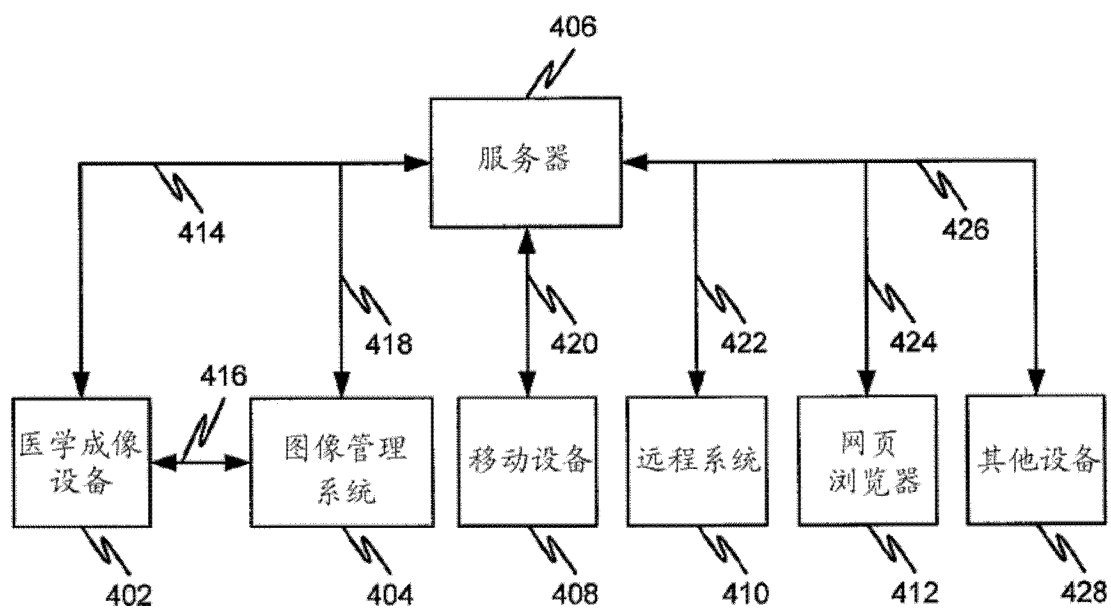 406
服务器
414
418
420
422
424
426
416
医学成像
设备
图像管理
系统
移动设备
远程系统
网页
浏览器
其他设备
402
404
408
410
412
428